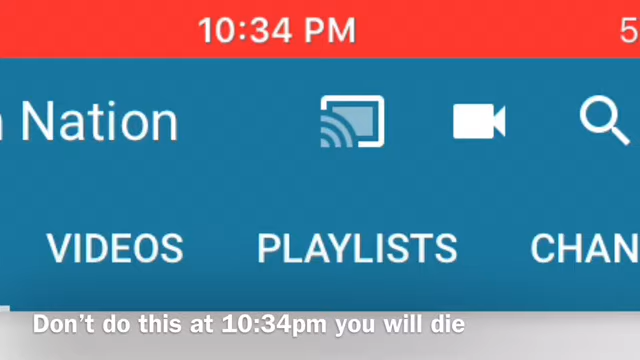 10:34 PM 5
Nation
VIDEOS PLAYLISTS CHAN
Don't do this at 10:34pm you will die